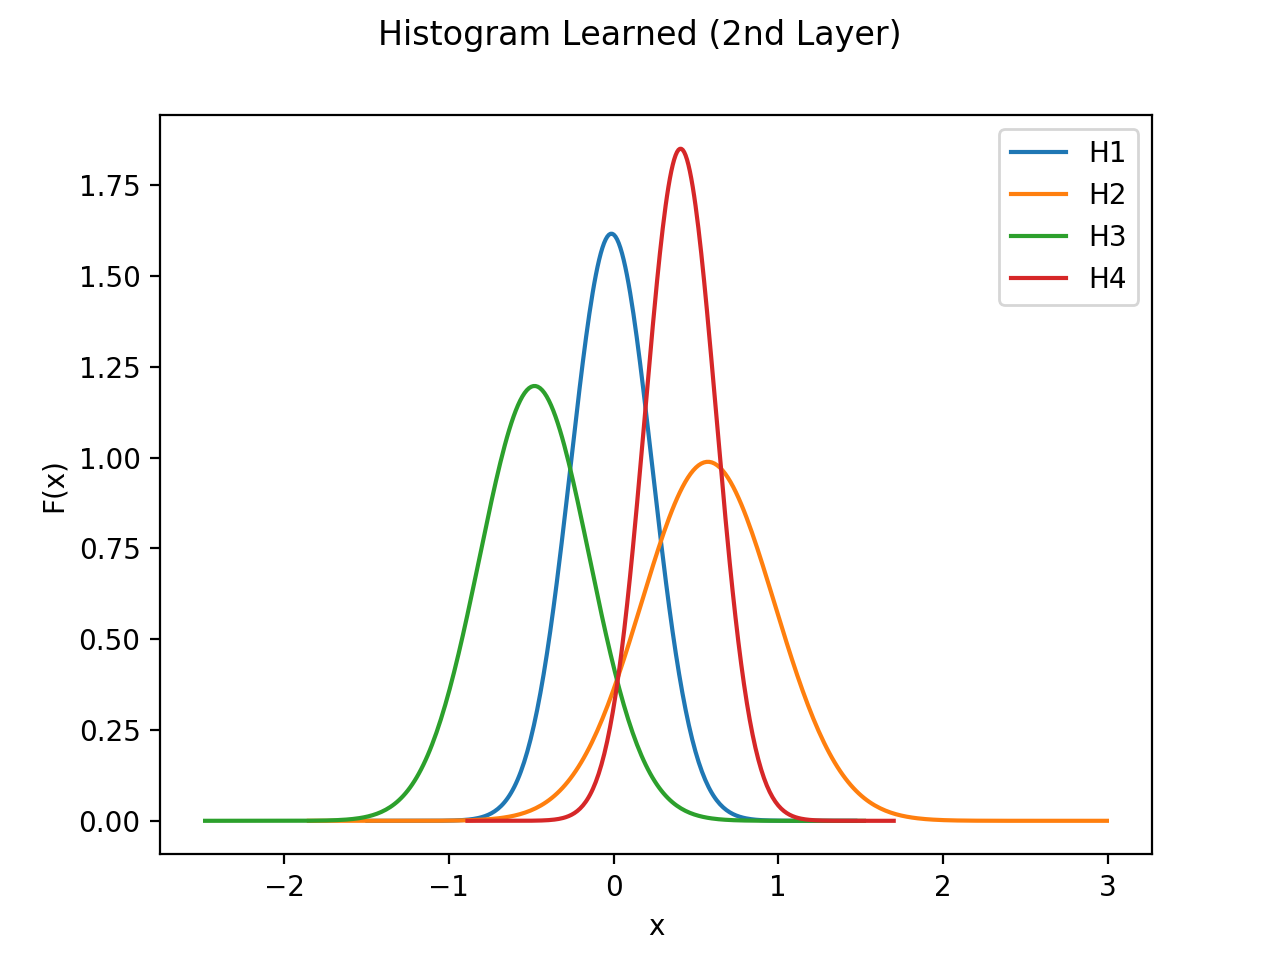 Histogram Learned (2nd Layer)
H1
H2
H3
H4
1.75
1.50
1.25
1.00
0.75
0.50
0.25
0.00
F(x)
−2 −1 0 1 2 3
x